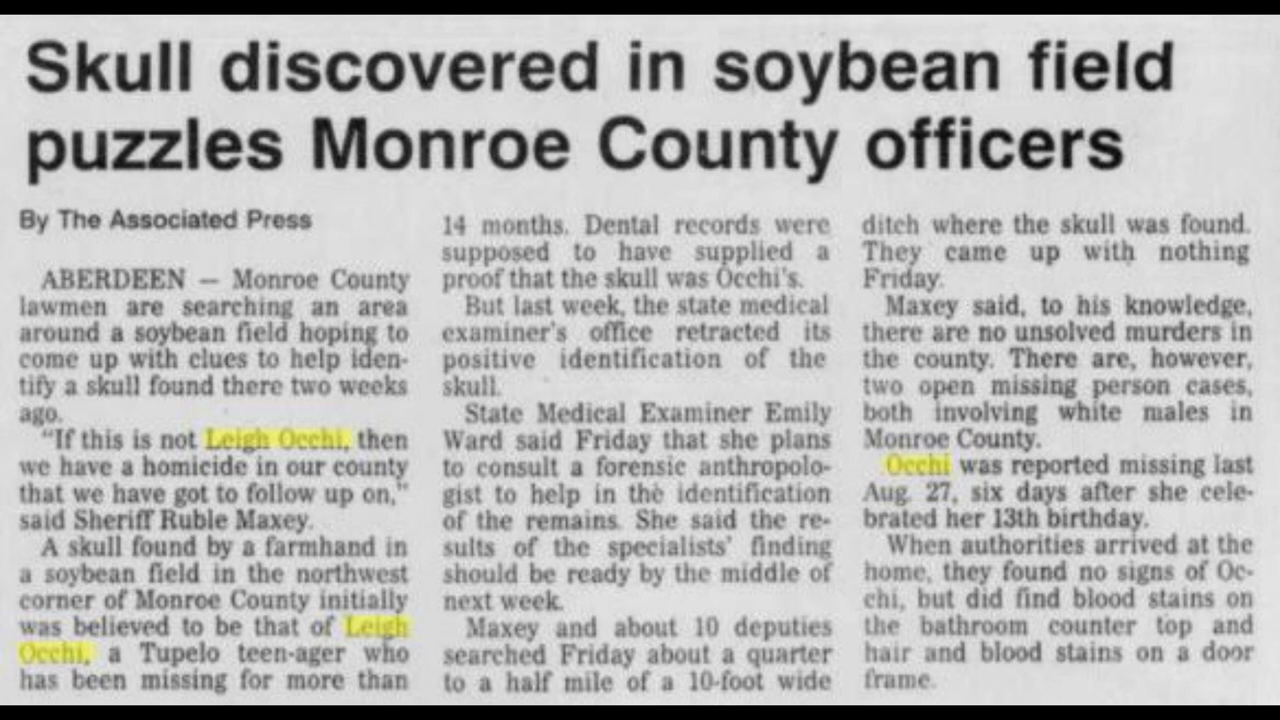 Skull discovered in soybean field
puzzles Monroe County officers
By The Associated Press
ABERDEEN — Monroe County
lawmen are searching an area
around a soybean field hoping to
come up with clues to help iden-
tify a skull found there two weeks
ago.
"If this is not Leigh Occhi, then
we have a homicide in our county
that we have got to follow up on,"
said Sheriff Ruble Maxey.
A skull found by a farmhand in
a soybean field in the northwest
corner of Monroe County initially
was believed to be that of Leigh
Occhi, a Tupelo teen-ager who
has been missing for more than
14 months. Dental records were
supposed to have supplied a
proof that the skull was Occhi's.
But last week, the state medical
examiner's office retracted its
positive identification of the
skull.
State Medical Examiner Emily
Ward said Friday that she plans
to consult a forensic anthropolo-
gist to help in the identification
of the remains. She said the re-
sults of the specialists' finding
should be ready by the middle of
next week.
Maxey and about 10 deputies
searched Friday about a quarter
to a half mile of a 10-foot wide
ditch where the skull was found.
They came up with nothing
Friday.
Maxey said, to his knowledge,
there are no unsolved murders in
the county. There are, however,
two open missing person cases,
both involving white males in
Monroe County.
Occhi was reported missing last
Aug. 27, six days after she cele-
brated her 13th birthday.
When authorities arrived at the
home, they found no signs of Oc-
chi, but did find blood stains on
the bathroom counter top and
hair and blood stains on a door
frame.